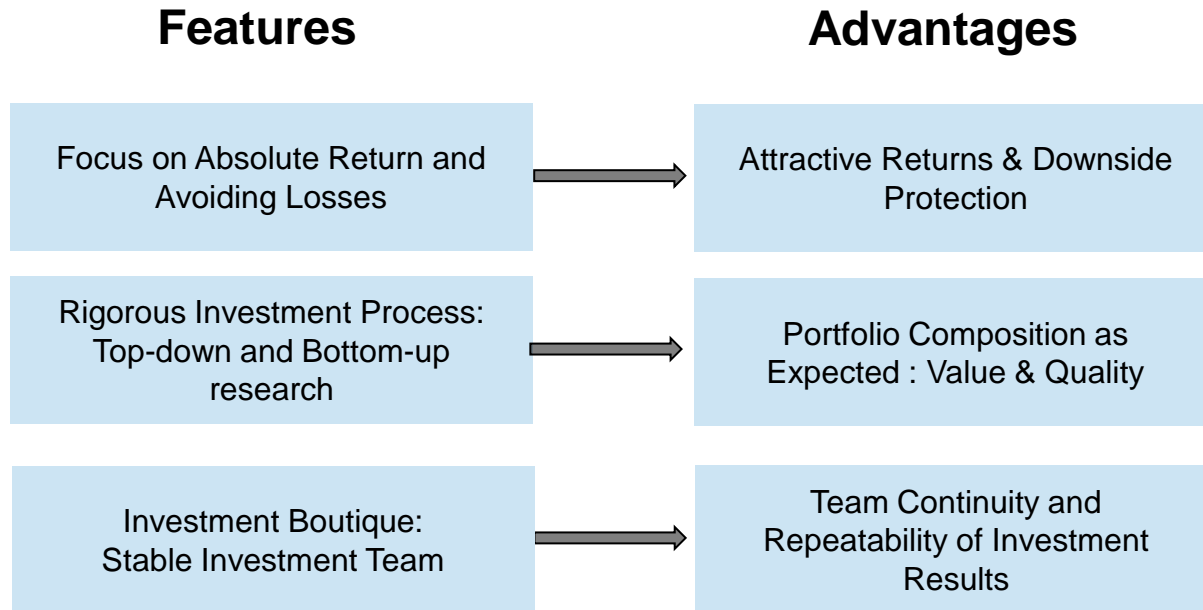 Features
Advantages
Focus on Absolute Return and
Avoiding Losses
Attractive Returns & Downside
Protection
Rigorous Investment Process:
Top-down and Bottom-up
research
Portfolio Composition as
Expected : Value & Quality
Investment Boutique:
Stable Investment Team
Team Continuity and
Repeatability of Investment
Results